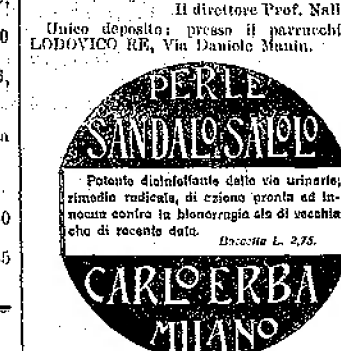 Il direttore Prof. Nall
Unico deposito: presso il parrucchi
LODOVICO RE, Via Daniele Manin.
PERLE
SANDALO SALOLO
Potente disinfettante delle vie urinarie;
rimedio radicale, di azione pronta ed in-
nocua contro la blenorragia sia di vecchia
che di recente data.
Boccetta L. 2,75.
CARLO ERBA
MILANO